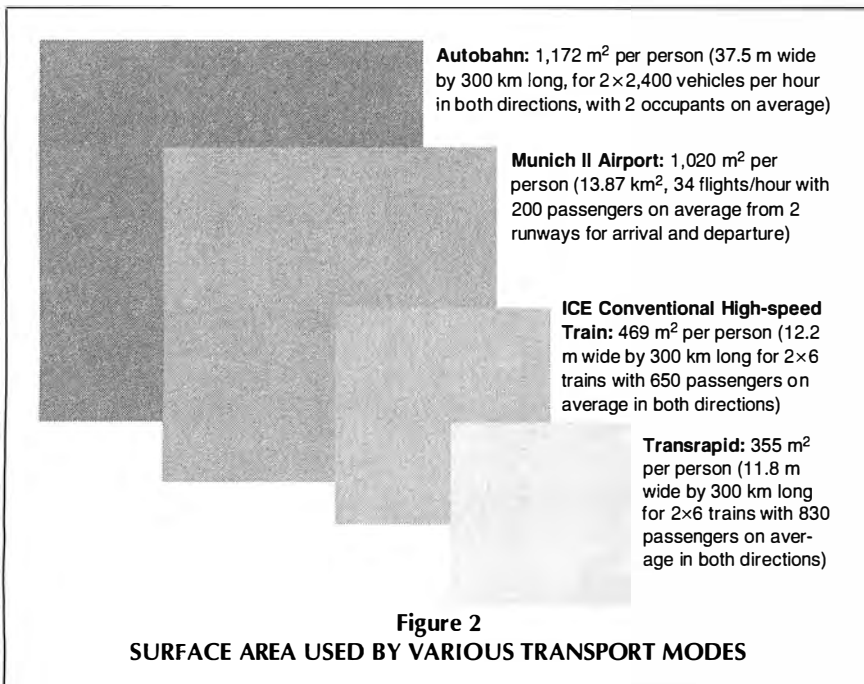 Autobahn: 1,172 m² per person (37.5 m wide
by 300 km long, for 2×2,400 vehicles per hour
in both directions, with 2 occupants on average)
Munich II Airport: 1,020 m² per
person (13.87 km², 34 flights/hour with
200 passengers on average from 2
runways for arrival and departure)
ICE Conventional High-speed
Train: 469 m² per person (12.2
m wide by 300 km long for 2×6
trains with 650 passengers on
average in both directions)
Transrapid: 355 m²
per person (11.8 m
wide by 300 km long
for 2×6 trains with 830
passengers on aver-
age in both directions)
Figure 2
SURFACE AREA USED BY VARIOUS TRANSPORT MODES